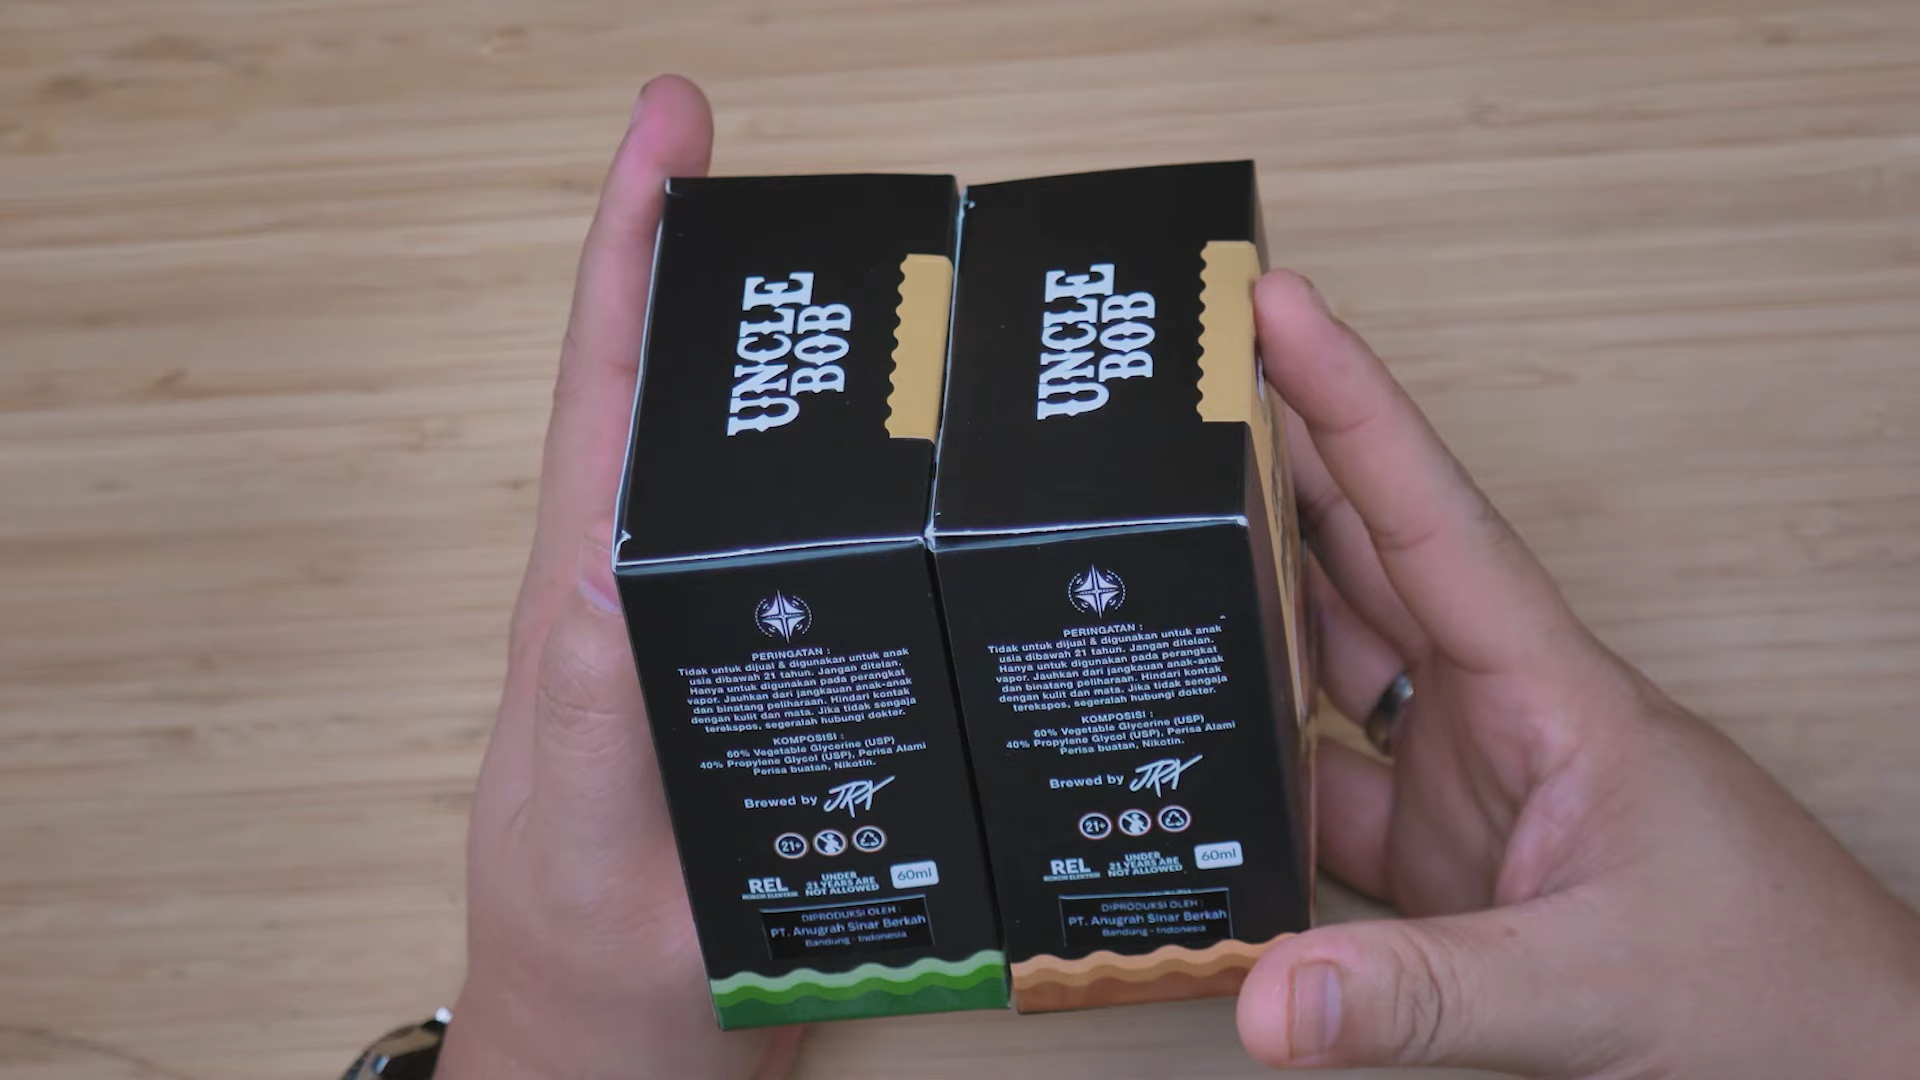 UNCLE
BOB
PERINGATAN :
Tidak untuk dijual & digunakan untuk anak
usia dibawah 21 tahun. Jangan ditelan.
Hanya untuk digunakan pada perangkat
vapor. Jauhkan dari jangkauan anak-anak
dan binatang peliharaan. Hindari kontak
dengan kulit dan mata. Jika tidak sengaja
terekspos, segeralah hubungi dokter.
KOMPOSISI :
60% Vegetable Glycerine (USP)
40% Propylene Glycol (USP), Perisa Alami
Perisa buatan, Nikotin.
Brewed by JRX
21+
REL
ROKOK ELEKTRIK
UNDER
21 YEARS ARE
NOT ALLOWED
60ml
DIPRODUKSI OLEH :
PT. Anugrah Sinar Berkah
Bandung - Indonesia
UNCLE
BOB
PERINGATAN :
Tidak untuk dijual & digunakan untuk anak
usia dibawah 21 tahun. Jangan ditelan.
Hanya untuk digunakan pada perangkat
vapor. Jauhkan dari jangkauan anak-anak
dan binatang peliharaan. Hindari kontak
dengan kulit dan mata. Jika tidak sengaja
terekspos, segeralah hubungi dokter.
KOMPOSISI :
60% Vegetable Glycerine (USP)
40% Propylene Glycol (USP), Perisa Alami
Perisa buatan, Nikotin.
Brewed by JRX
21+
REL
ROKOK ELEKTRIK
UNDER
21 YEARS ARE
NOT ALLOWED
60ml
DIPRODUKSI OLEH :
PT. Anugrah Sinar Berkah
Bandung - Indonesia